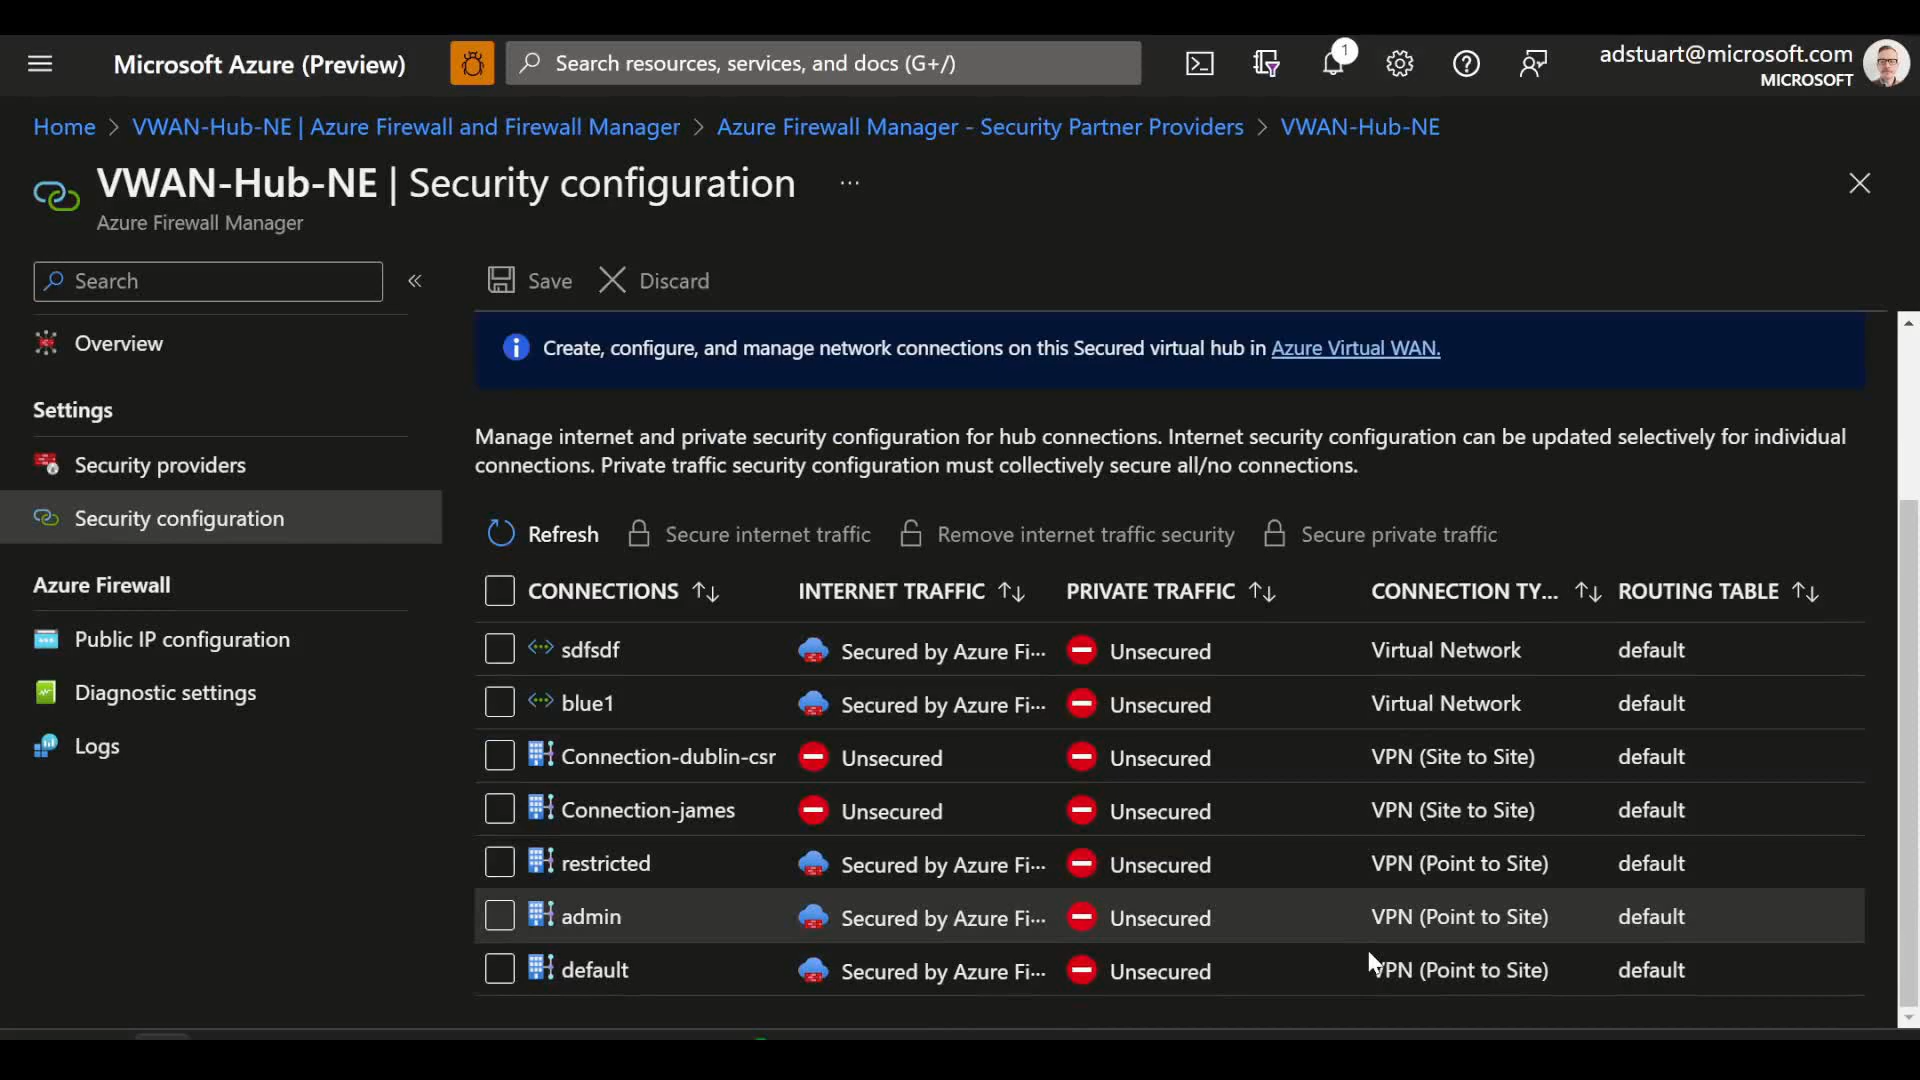 Microsoft Azure (Preview)
Search resources, services, and docs (G+/)
1
adstuart@microsoft.com
MICROSOFT
Home > VWAN-Hub-NE | Azure Firewall and Firewall Manager > Azure Firewall Manager - Security Partner Providers > VWAN-Hub-NE
VWAN-Hub-NE | Security configuration ...
Azure Firewall Manager
Search
«
Save
Discard
Overview
Settings
Security providers
Security configuration
Azure Firewall
Public IP configuration
Diagnostic settings
Logs
Create, configure, and manage network connections on this Secured virtual hub in Azure Virtual WAN.
Manage internet and private security configuration for hub connections. Internet security configuration can be updated selectively for individual
connections. Private traffic security configuration must collectively secure all/no connections.
Refresh
Secure internet traffic
Remove internet traffic security
Secure private traffic
CONNECTIONS ↑↓ INTERNET TRAFFIC ↑↓ PRIVATE TRAFFIC ↑↓ CONNECTION TY... ↑↓ ROUTING TABLE ↑↓
sdfsdf Secured by Azure Fi... Unsecured Virtual Network default
blue1 Secured by Azure Fi... Unsecured Virtual Network default
Connection-dublin-csr Unsecured Unsecured VPN (Site to Site) default
Connection-james Unsecured Unsecured VPN (Site to Site) default
restricted Secured by Azure Fi... Unsecured VPN (Point to Site) default
admin Secured by Azure Fi... Unsecured VPN (Point to Site) default
default Secured by Azure Fi... Unsecured VPN (Point to Site) default